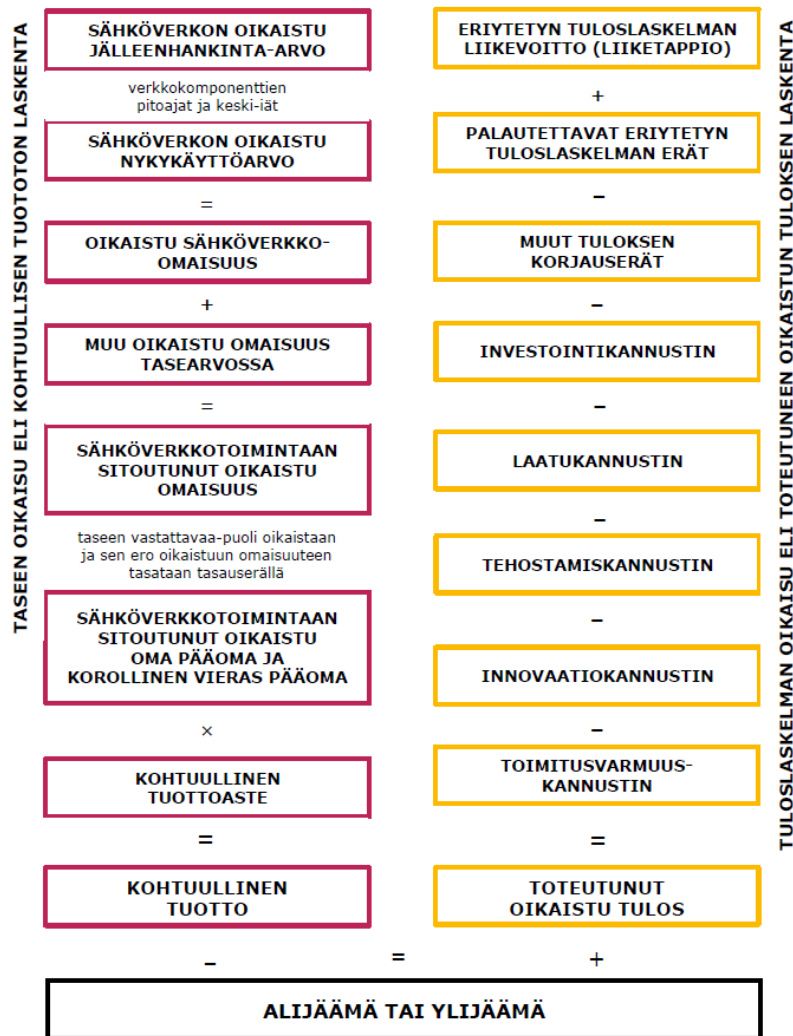 TASEEN OIKAISU ELI KOHTUULLISEN TUOTOTON LASKENTA
SÄHKÖVERKON OIKAISTU
JÄLLEENHANKINTA-ARVO
verkkokomponenttien
pitoajat ja keski-iät
SÄHKÖVERKON OIKAISTU
NYKYKÄYTTÖARVO
=
OIKAISTU SÄHKÖVERKKO-
OMAISUUS
+
MUU OIKAISTU OMAISUUS
TASEARVOSSA
=
SÄHKÖVERKKOTOIMINTAAN
SITOUTUNUT OIKAISTU
OMAISUUS
taseen vastattavaa-puoli oikaistaan
ja sen ero oikaistuun omaisuuteen
tasataan tasauserällä
SÄHKÖVERKKOTOIMINTAAN
SITOUTUNUT OIKAISTU
OMA PÄÄOMA JA
KOROLLINEN VIERAS PÄÄOMA
×
KOHTUULLINEN
TUOTTOASTE
=
KOHTUULLINEN
TUOTTO
ERIYTETYN TULOSLASKELMAN
LIIKEVOITTO (LIIKETAPPIO)
+
PALAUTETTAVAT ERIYTETYN
TULOSLASKELMAN ERÄT
–
MUUT TULOKSEN
KORJAUSERÄT
–
INVESTOINTIKANNUSTIN
–
LAATUKANNUSTIN
–
TEHOSTAMISKANNUSTIN
–
INNOVAATIOKANNUSTIN
–
TOIMITUSVARMUUS-
KANNUSTIN
=
TOTEUTUNUT
OIKAISTU TULOS
TULOSLASKELMAN OIKAISU ELI TOTEUTUNEEN OIKAISTUN TULOKSEN LASKENTA
– = +
ALIJÄÄMÄ TAI YLIJÄÄMÄ